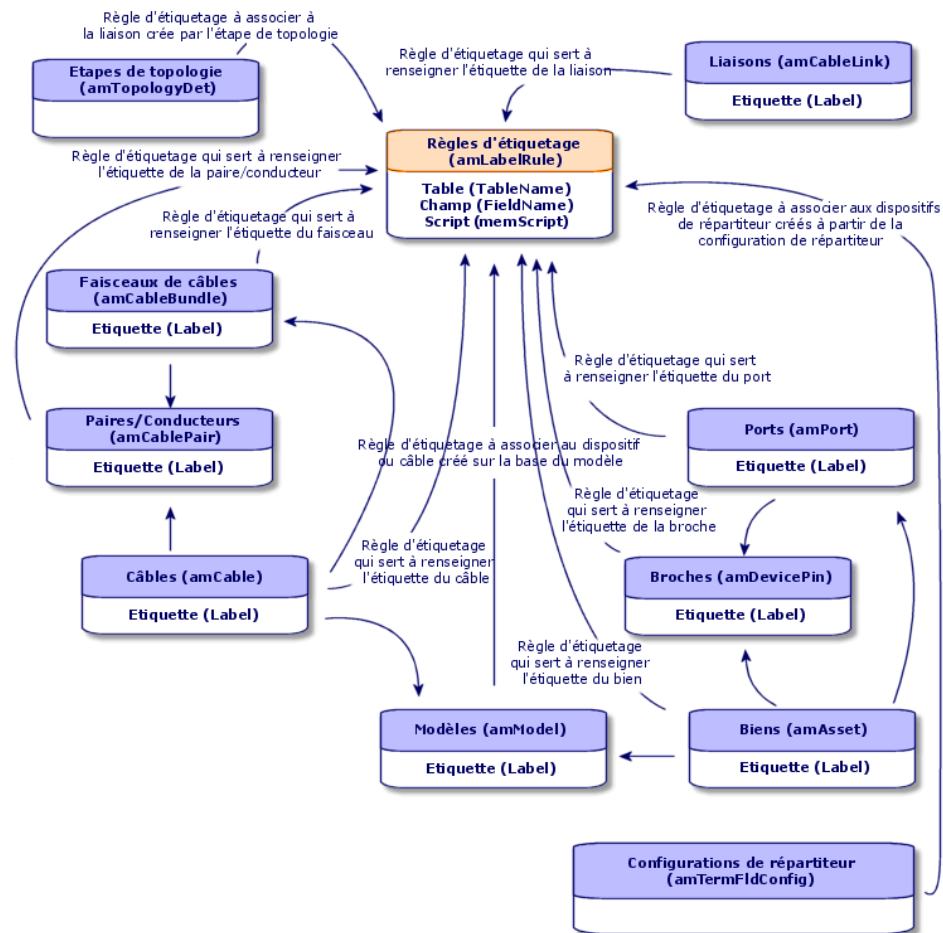 Règle d'étiquetage à associer à
la liaison crée par l'étape de topologie
Etapes de topologie
(amTopologyDet)
Règle d'étiquetage qui sert à
renseigner l'étiquette de la liaison
Liaisons (amCableLink)
Etiquette (Label)
Règles d'étiquetage
(amLabelRule)
Table (TableName)
Champ (FieldName)
Script (memScript)
Règle d'étiquetage qui sert à renseigner
l'étiquette de la paire/conducteur
Règle d'étiquetage qui sert à
renseigner l'étiquette du faisceau
Règle d'étiquetage à associer aux dispositifs
de répartiteur créés à partir de la
configuration de répartiteur
Faisceaux de câbles
(amCableBundle)
Etiquette (Label)
Règle d'étiquetage qui sert
à renseigner l'étiquette du port
Paires/Conducteurs
(amCablePair)
Etiquette (Label)
Règle d'étiquetage à associer au dispositif
ou câble créé sur la base du modèle
Ports (amPort)
Etiquette (Label)
Règle d'étiquetage
qui sert à renseigner
l'étiquette de la broche
Règle d'étiquetage
qui sert à renseigner
l'étiquette du câble
Câbles (amCable)
Etiquette (Label)
Broches (amDevicePin)
Etiquette (Label)
Règle d'étiquetage
qui sert à renseigner
l'étiquette du bien
Modèles (amModel)
Etiquette (Label)
Biens (amAsset)
Etiquette (Label)
Configurations de répartiteur
(amTermFldConfig)